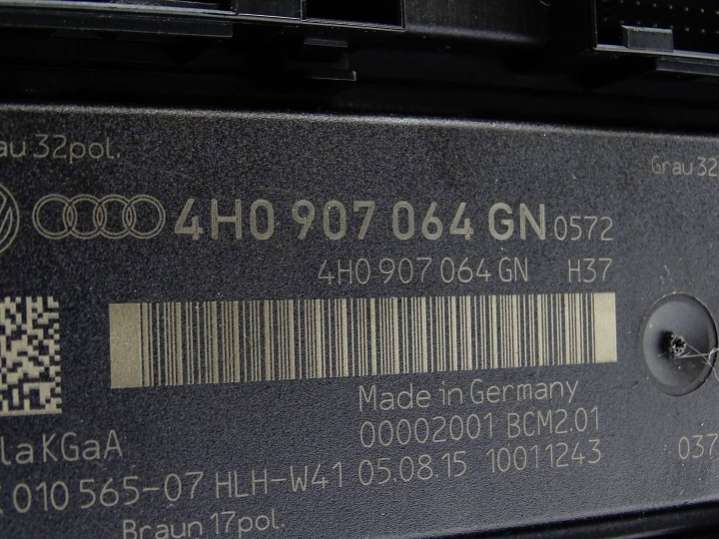 au 32pol.
Grau 32
4H0 907 064 GN 0572
4H0 907 064 GN H37
Made in Germany
00002001 BCM2.01
la KGaA
037
010 565-07 HLH-W41 05.08.15 10011243
Braun 17pol.